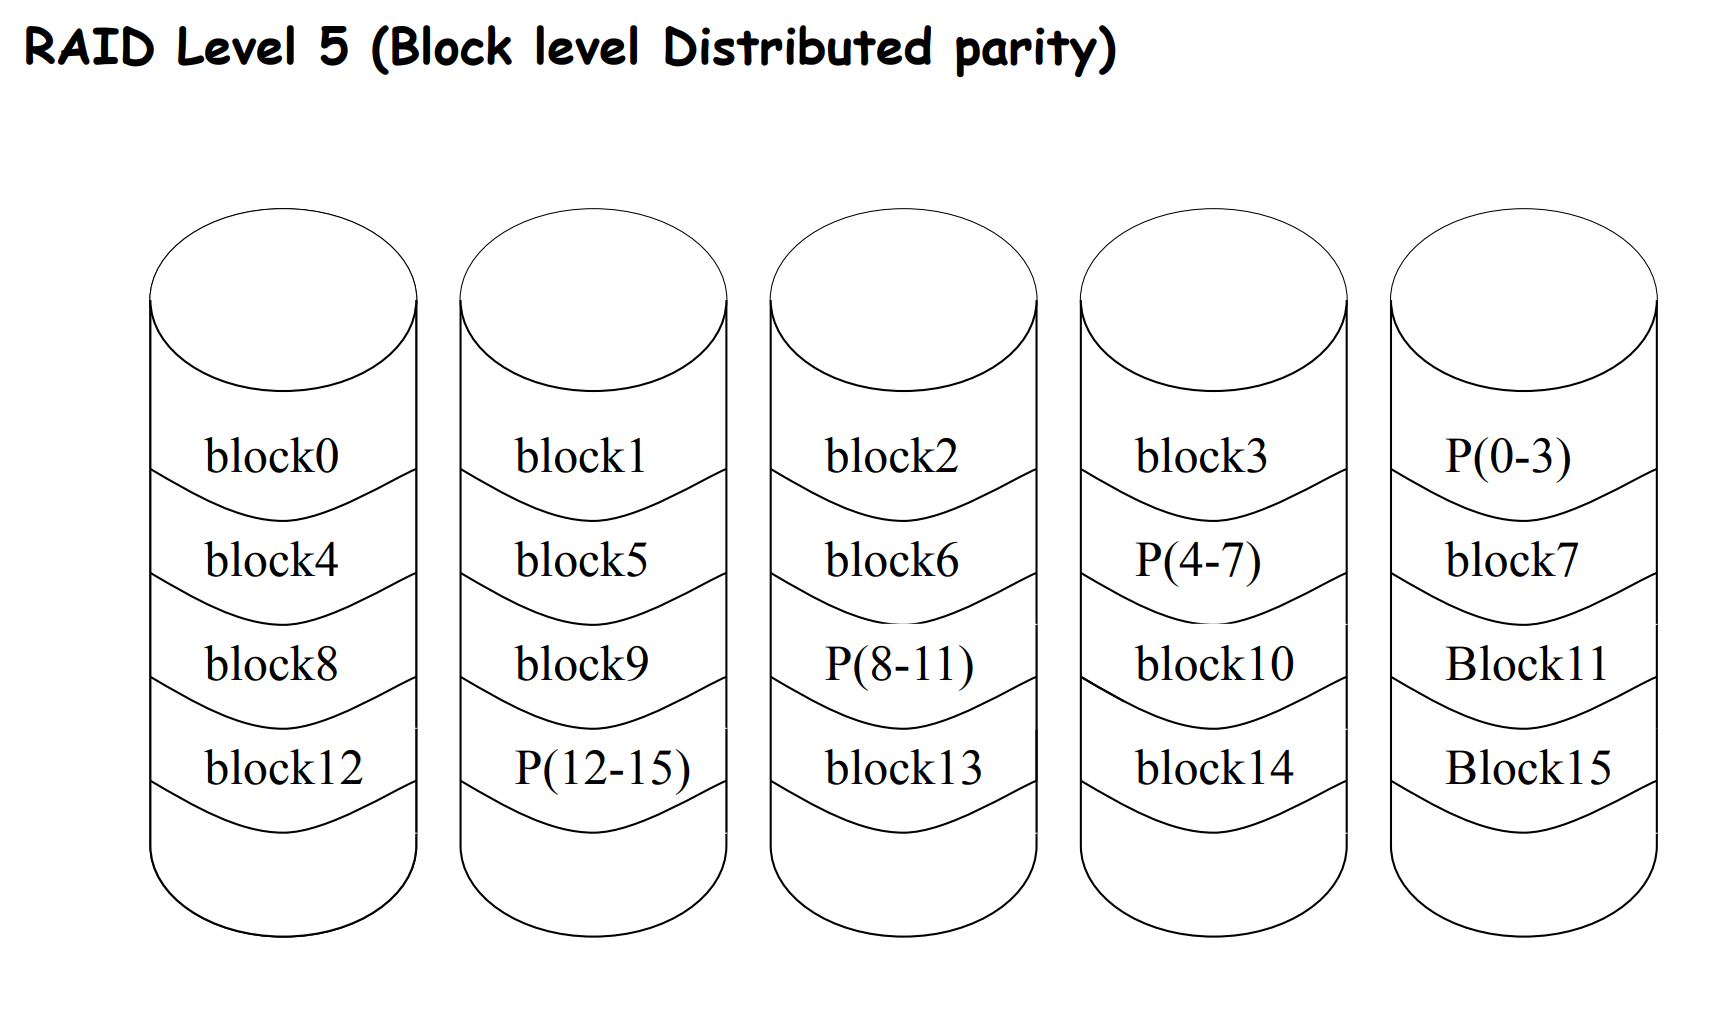 RAID Level 5 (Block level Distributed parity)
block0 block1 block2 block3 P(0-3)
block4 block5 block6 P(4-7) block7
block8 block9 P(8-11) block10 Block11
block12 P(12-15) block13 block14 Block15